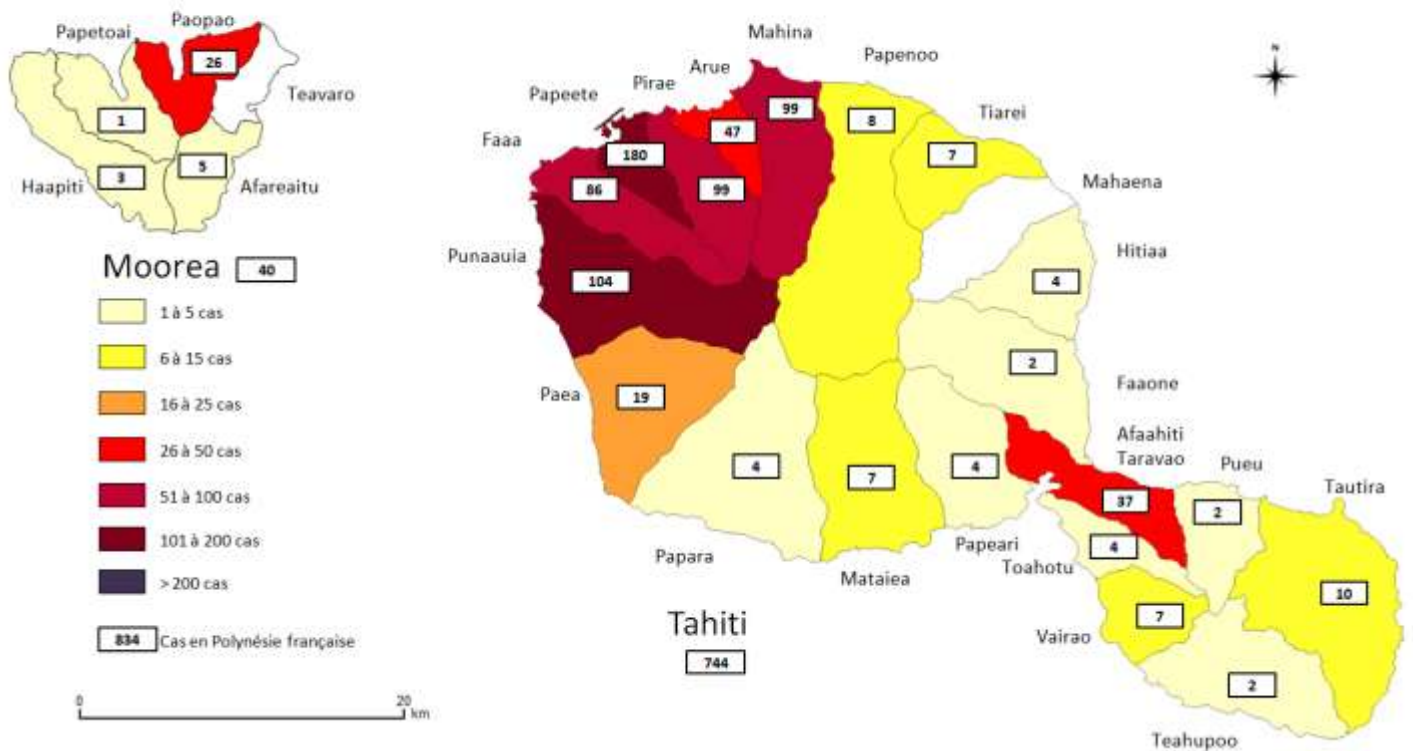 Paopao
Papetoai
26
Teavaro
1
5
3
Haapiti
Afareaitu
Moorea 40
1 à 5 cas
6 à 15 cas
16 à 25 cas
26 à 50 cas
51 à 100 cas
101 à 200 cas
>200 cas
834 Cas en Polynésie française
0 20
km
N
Mahina
Papenoo
Arue
Pirae
Papeete
Tiarei
Faaa
99
8
47
7
180
86
99
Mahaena
Punaauia
Hitiaa
104
4
2
Faaone
Paea
19
Afaahiti
Taravao
Pueu
Tautira
4
7
4
37
2
4
Papara
Mataiea
Papeari
Toahotu
10
7
Vairao
2
Teahupoo
Tahiti
744